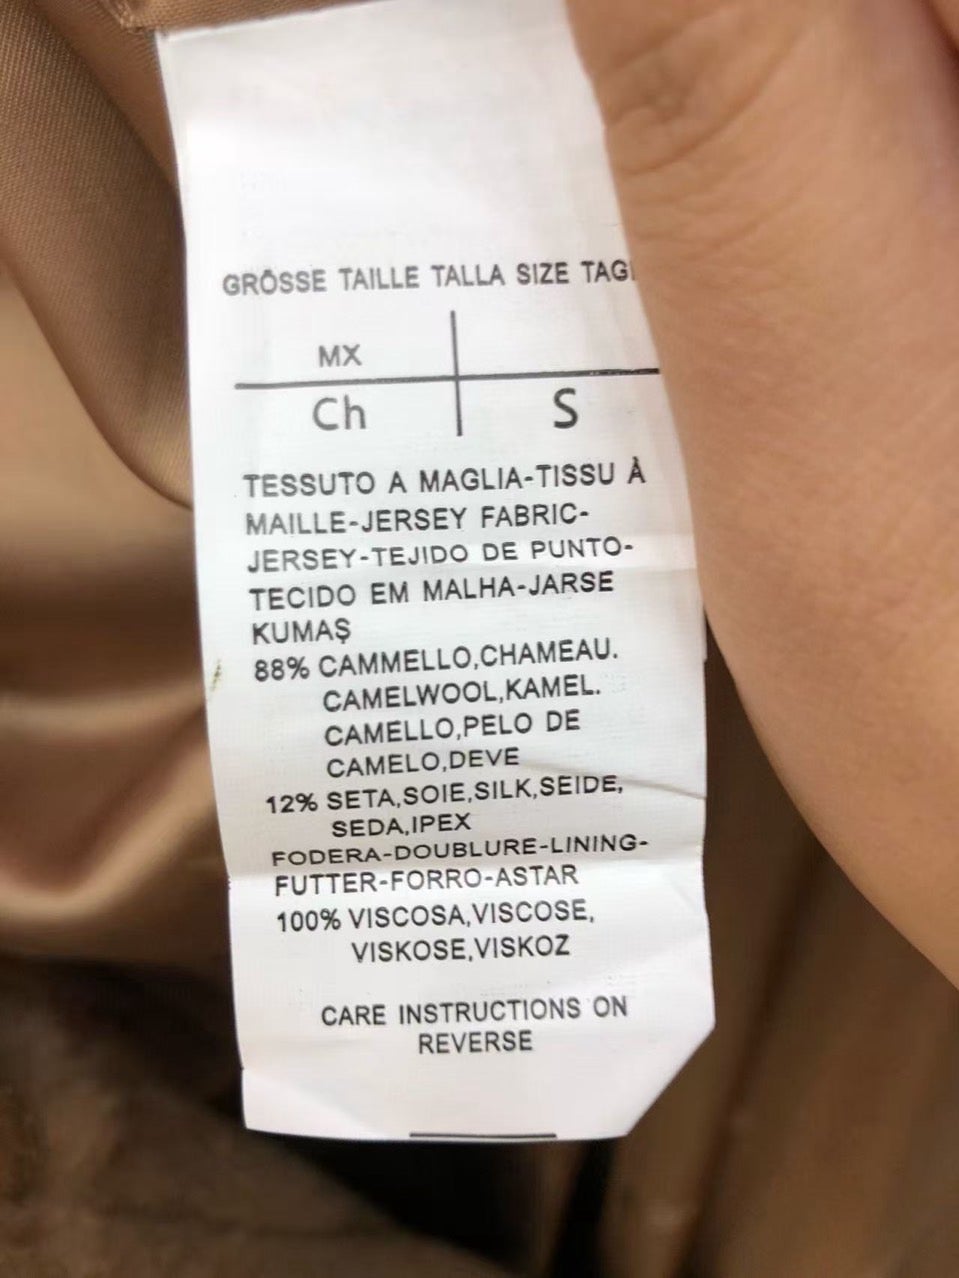 GRÖSSE TAILLE TALLA SIZE
MX
Ch S
TESSUTO A MAGLIA-TISSU À
MAILLE-JERSEY FABRIC-
JERSEY-TEJIDO DE PUNTO-
TECIDO EM MALHA-JARSE
KUMAŞ
88% CAMMELLO,CHAMEAU.
CAMELWOOL,KAMEL.
CAMELLO,PELO DE
CAMELO,DEVE
12% SETA,SOIE,SILK,SEIDE,
SEDA,IPEX
FODERA-DOUBLURE-LINING-
FUTTER-FORRO-ASTAR
100% VISCOSA,VISCOSE,
VISKOSE,VISKOZ
CARE INSTRUCTIONS ON
REVERSE